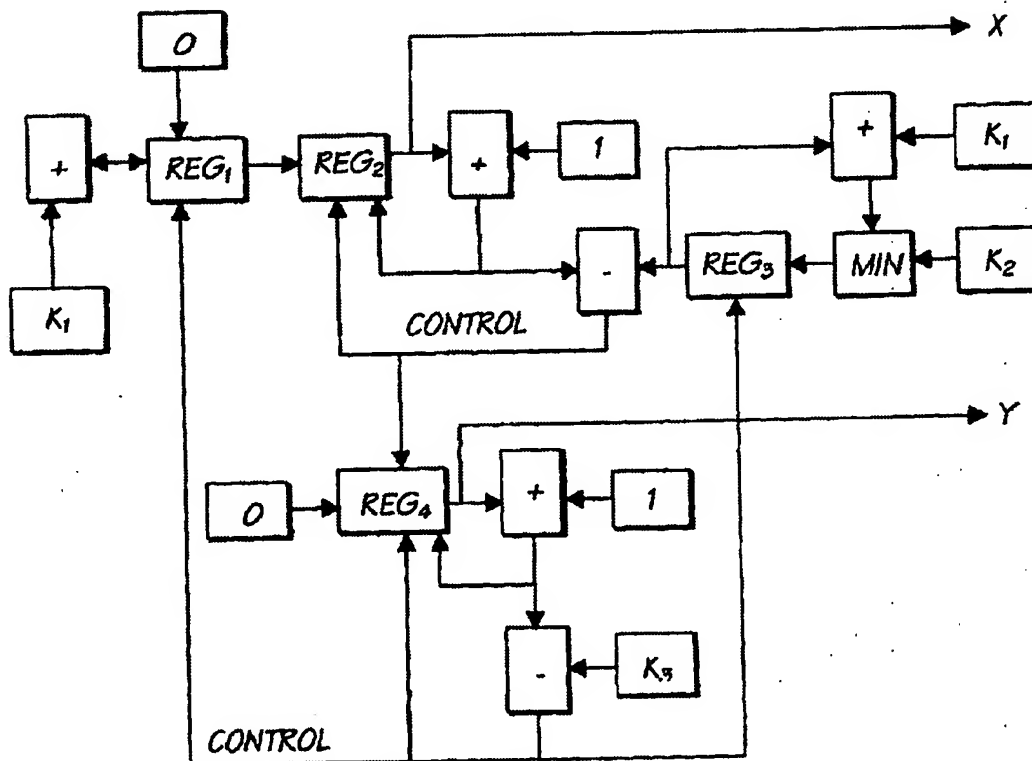 0
X
+
REG₁
REG₂
+
1
+
K₁
K₁
-
REG₃
MIN
K₂
CONTROL
Y
0
REG₄
+
1
-
K₃
CONTROL